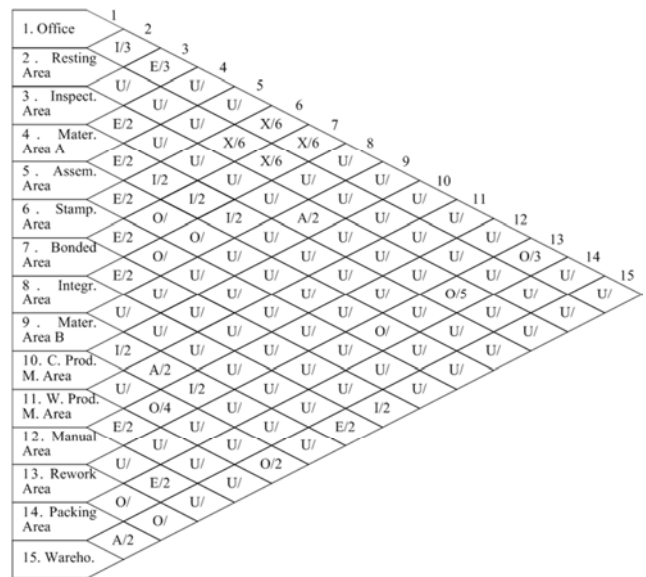 1
1. Office 2
I/3 3
2 . Resting
Area
E/3 4
U/ U/ 5
3 . Inspect.
Area
U/ U/ 6
E/2 U/ X/6 7
4 . Mater.
Area A
U/ X/6 X/6 8
E/2 U/ X/6 U/ 9
5 . Assem.
Area
I/2 U/ U/ U/ 10
E/2 I/2 U/ U/ U/ 11
6 . Stamp.
Area
O/ I/2 A/2 U/ U/ 12
E/2 O/ U/ U/ U/ U/ 13
7 . Bonded
Area
O/ U/ U/ U/ U/ O/3 14
E/2 U/ U/ U/ U/ U/ U/ 15
8 . Integr.
Area
U/ U/ U/ U/ O/5 U/ U/
U/ U/ U/ U/ U/ U/ U/
9 . Mater.
Area B
U/ U/ U/ O/ U/ U/
I/2 U/ U/ U/ U/ U/
10. C. Prod.
M. Area
A/2 U/ U/ U/ U/
U/ I/2 U/ U/ U/
11. W. Prod.
M. Area
O/4 U/ U/ I/2
E/2 U/ U/ E/2
12. Manual
Area
U/ U/ U/
U/ U/ O/2
13. Rework
Area
E/2 U/
O/ U/
14. Packing
Area
O/
A/2
15. Wareho.